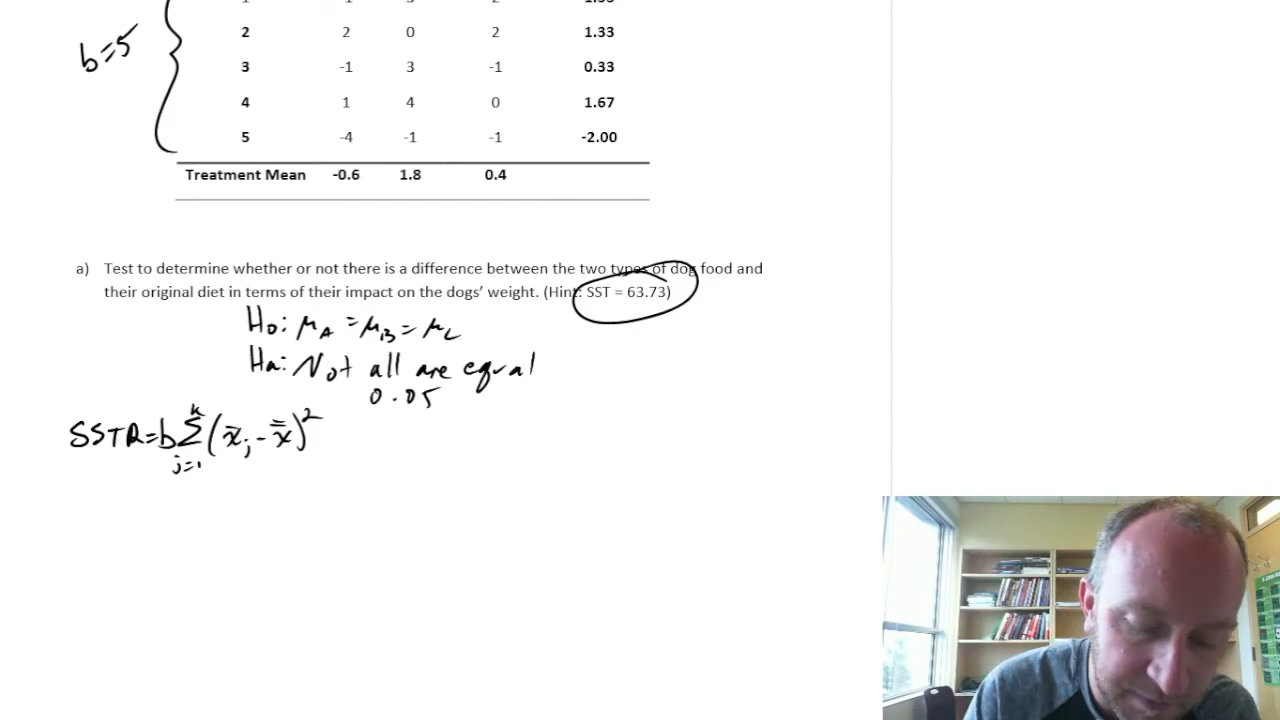 2 2 0 2 1.33
b=5
3 -1 3 -1 0.33
4 1 4 0 1.67
5 -4 -1 -1 -2.00
Treatment Mean -0.6 1.8 0.4
a) Test to determine whether or not there is a difference between the two types of dog food and
their original diet in terms of their impact on the dogs' weight. (Hint: SST = 63.73)
H0: μA = μB = μC
Ha: Not all are equal
0.05
SSTR = b Σ (x̄j - x̿)²
k
j=1